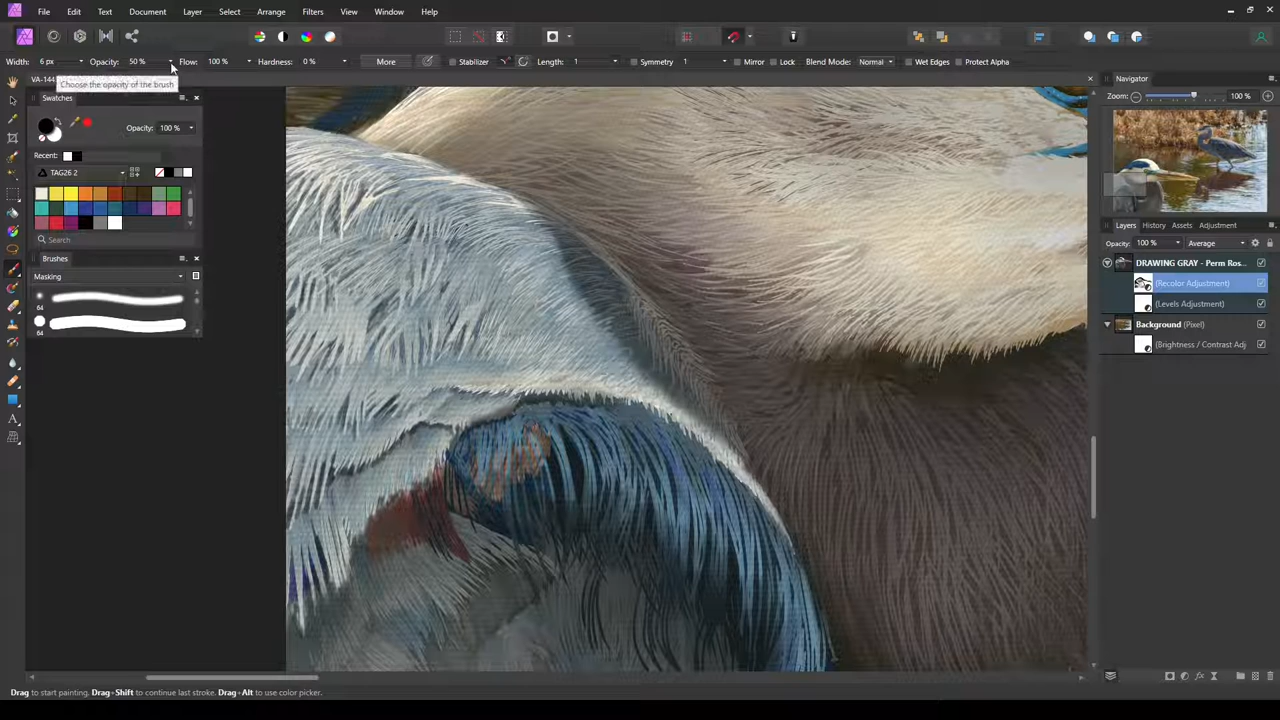 File Edit Text Document Layer Select Arrange Filters View Window Help
Width: 6 px Opacity: 50 % Flow: 100 % Hardness: 0 % More Stabilizer Length: 1 Symmetry 1 Mirror Lock Blend Mode: Normal Wet Edges Protect Alpha
VA-144
Choose the opacity of the brush
Swatches
Opacity: 100 %
Recent:
TAG26 2
Search
Brushes
Masking
64
64
Navigator
Zoom: 100 %
Layers History Assets Adjustment
Opacity: 100 % Average
DRAWING GRAY - Perm Ros...
(Recolor Adjustment)
(Levels Adjustment)
Background (Pixel)
(Brightness / Contrast Adj
Drag to start painting. Drag+Shift to continue last stroke. Drag+Alt to use color picker.